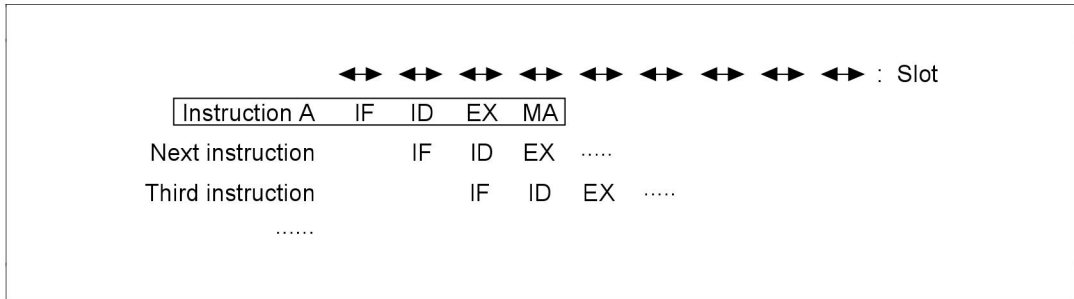 : Slot
Instruction A IF ID EX MA
Next instruction IF ID EX .....
Third instruction IF ID EX .....
......